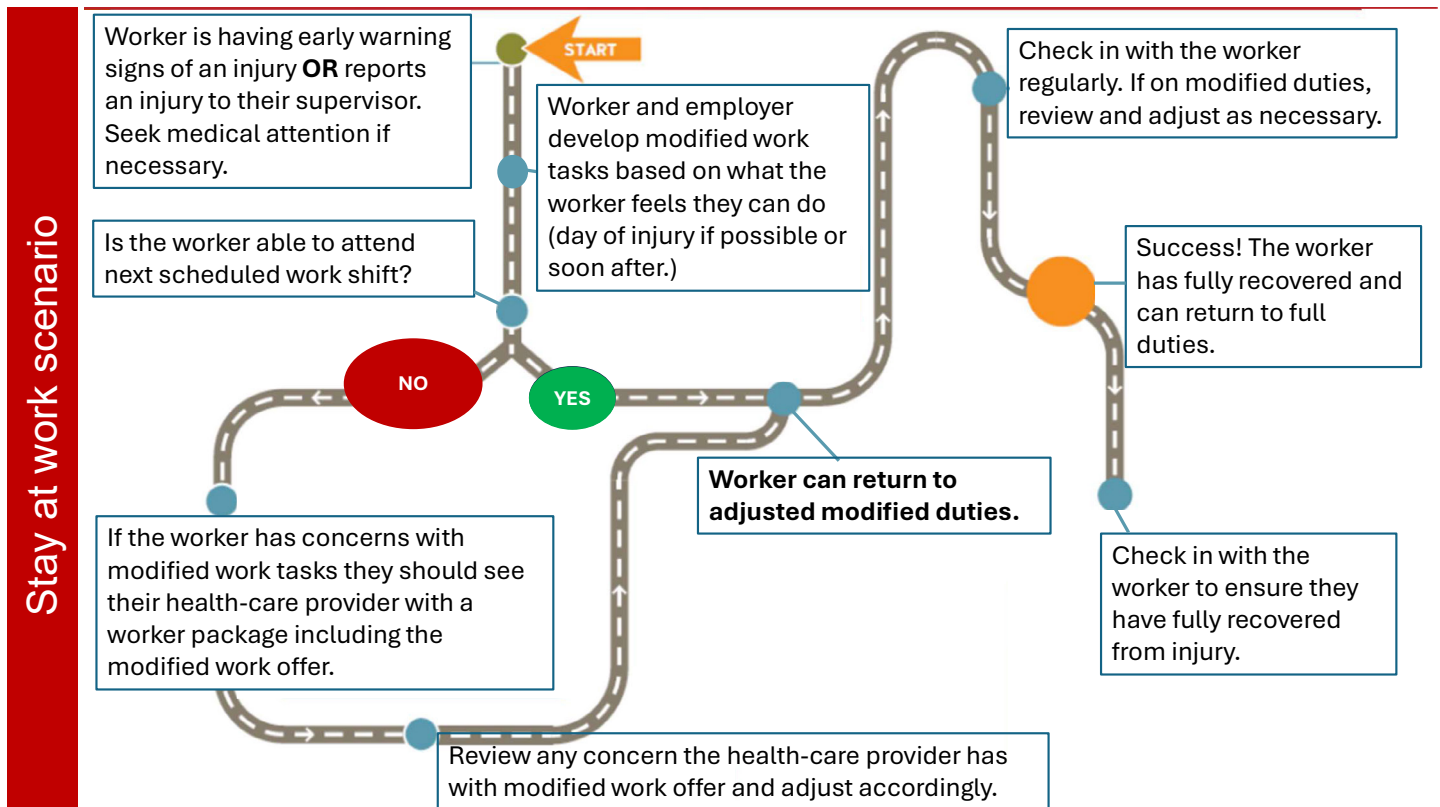 Stay at work scenario
START
Worker is having early warning
signs of an injury OR reports
an injury to their supervisor.
Seek medical attention if
necessary.
Worker and employer
develop modified work
tasks based on what the
worker feels they can do
(day of injury if possible or
soon after.)
Is the worker able to attend
next scheduled work shift?
NO
YES
If the worker has concerns with
modified work tasks they should see
their health-care provider with a
worker package including the
modified work offer.
Review any concern the health-care provider has
with modified work offer and adjust accordingly.
Worker can return to
adjusted modified duties.
Check in with the worker
regularly. If on modified duties,
review and adjust as necessary.
Success! The worker
has fully recovered and
can return to full
duties.
Check in with the
worker to ensure they
have fully recovered
from injury.